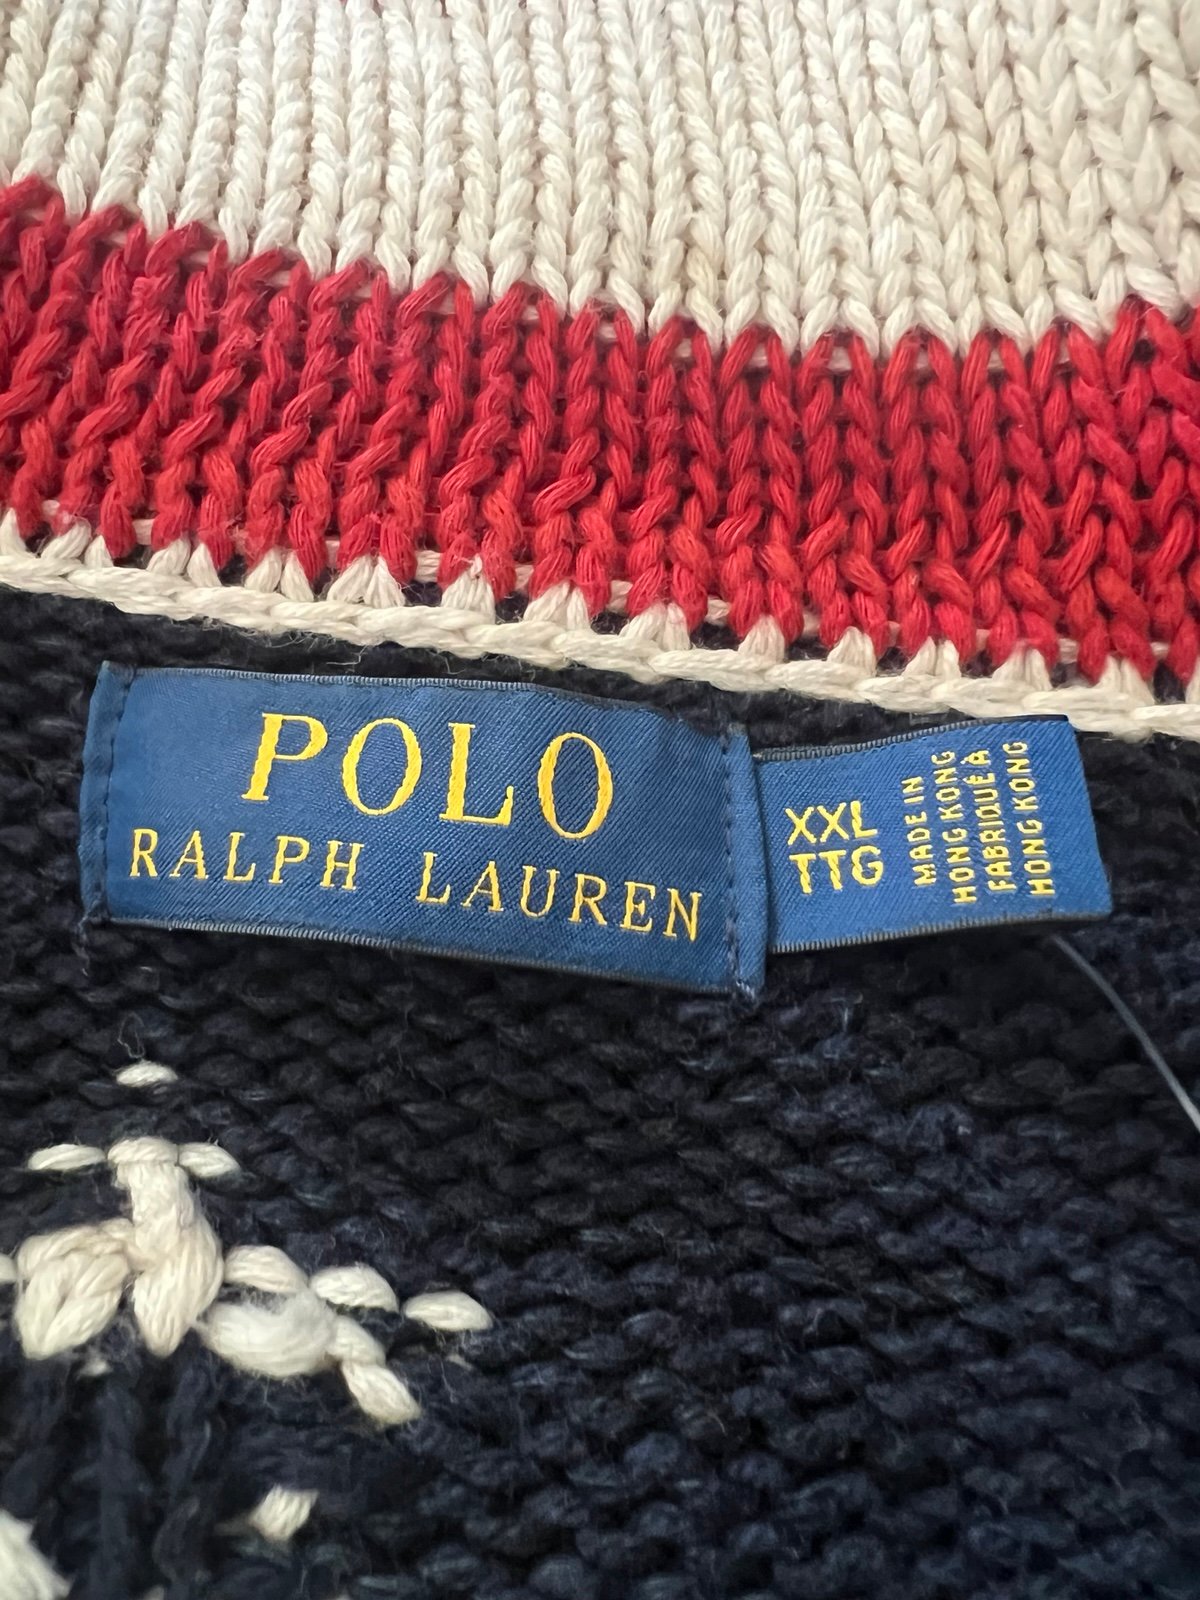 POLO
RALPH LAUREN
XXL
TTG
MADE IN
HONG KONG
FABRIQUÉ À
HONG KONG